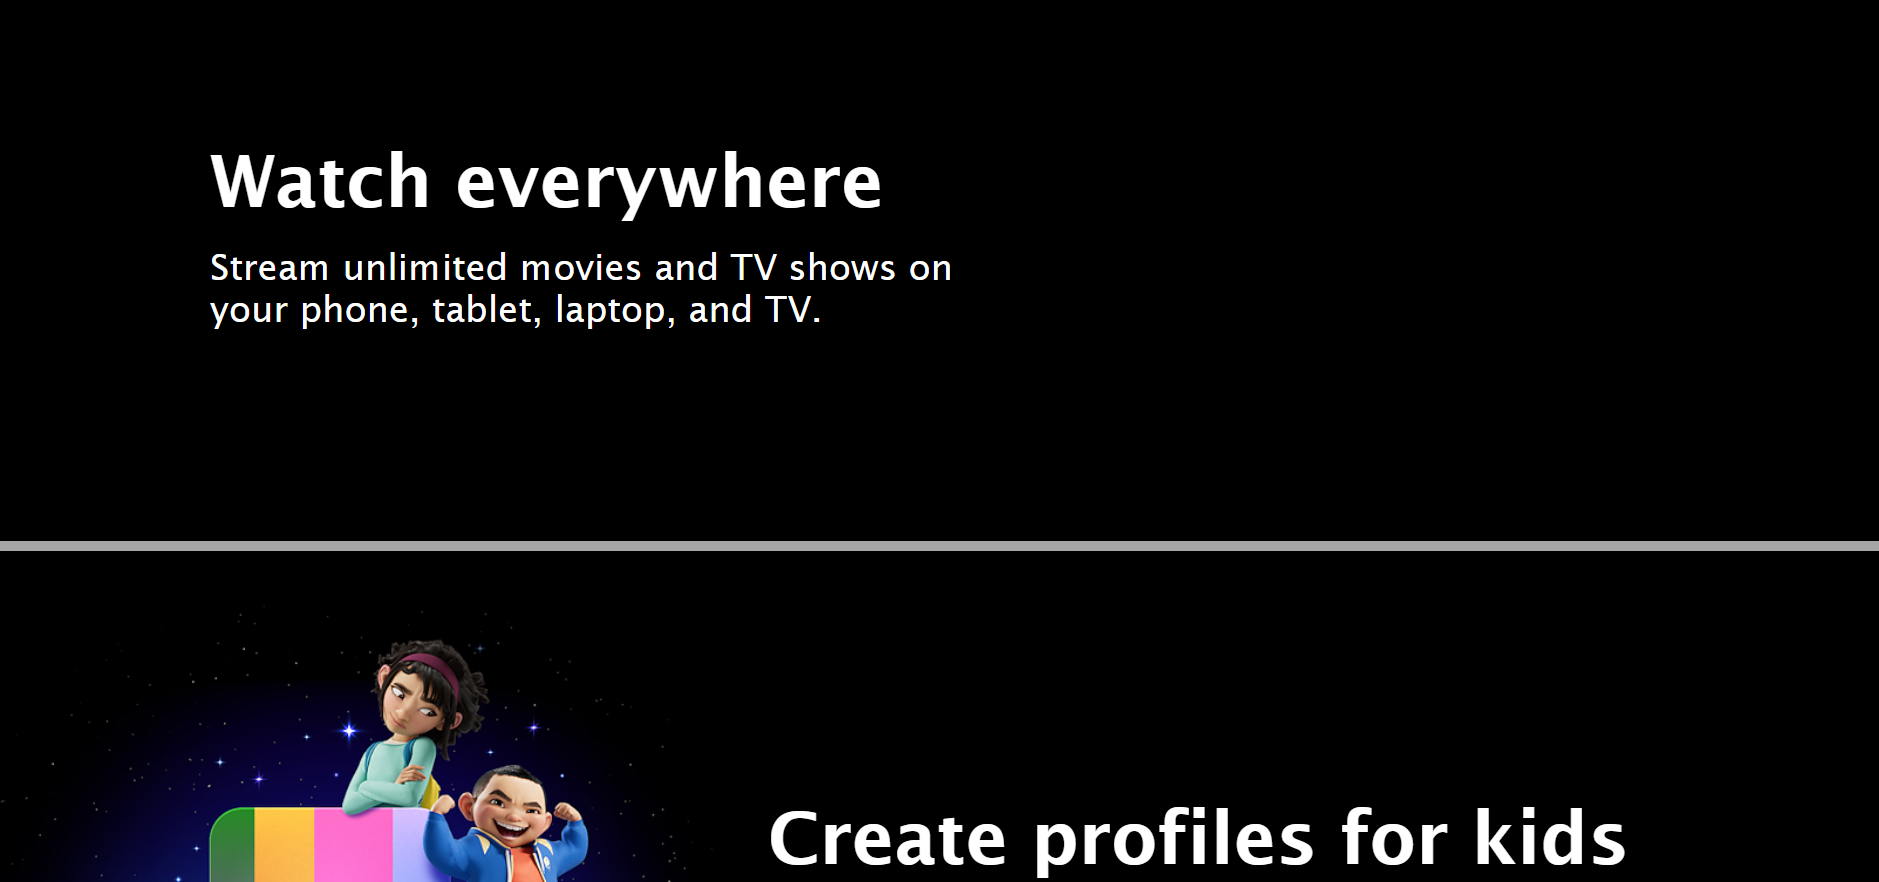 Watch everywhere
Stream unlimited movies and TV shows on
your phone, tablet, laptop, and TV.
Create profiles for kids